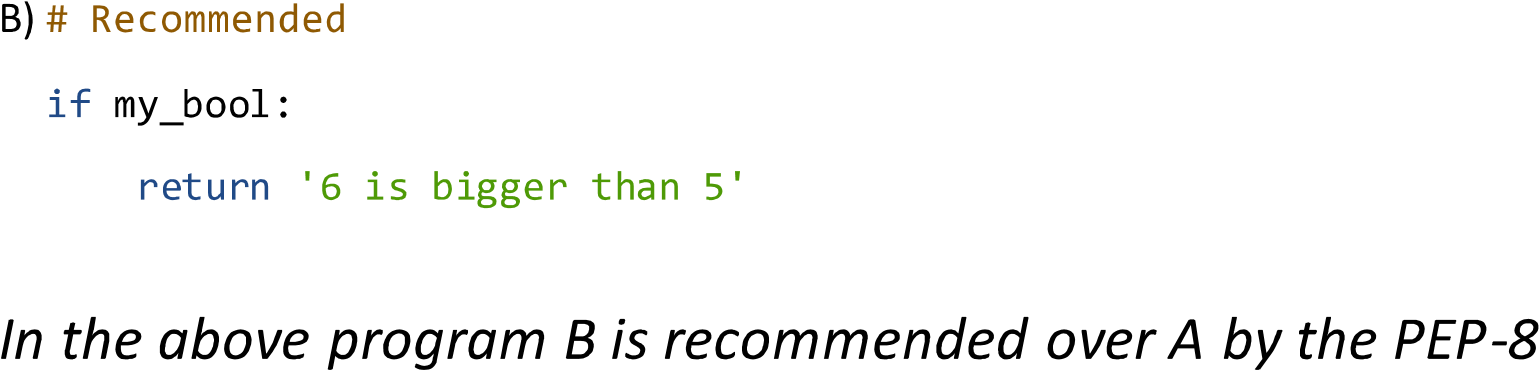 B) # Recommended
if my_bool:
    return '6 is bigger than 5'
In the above program B is recommended over A by the PEP-8